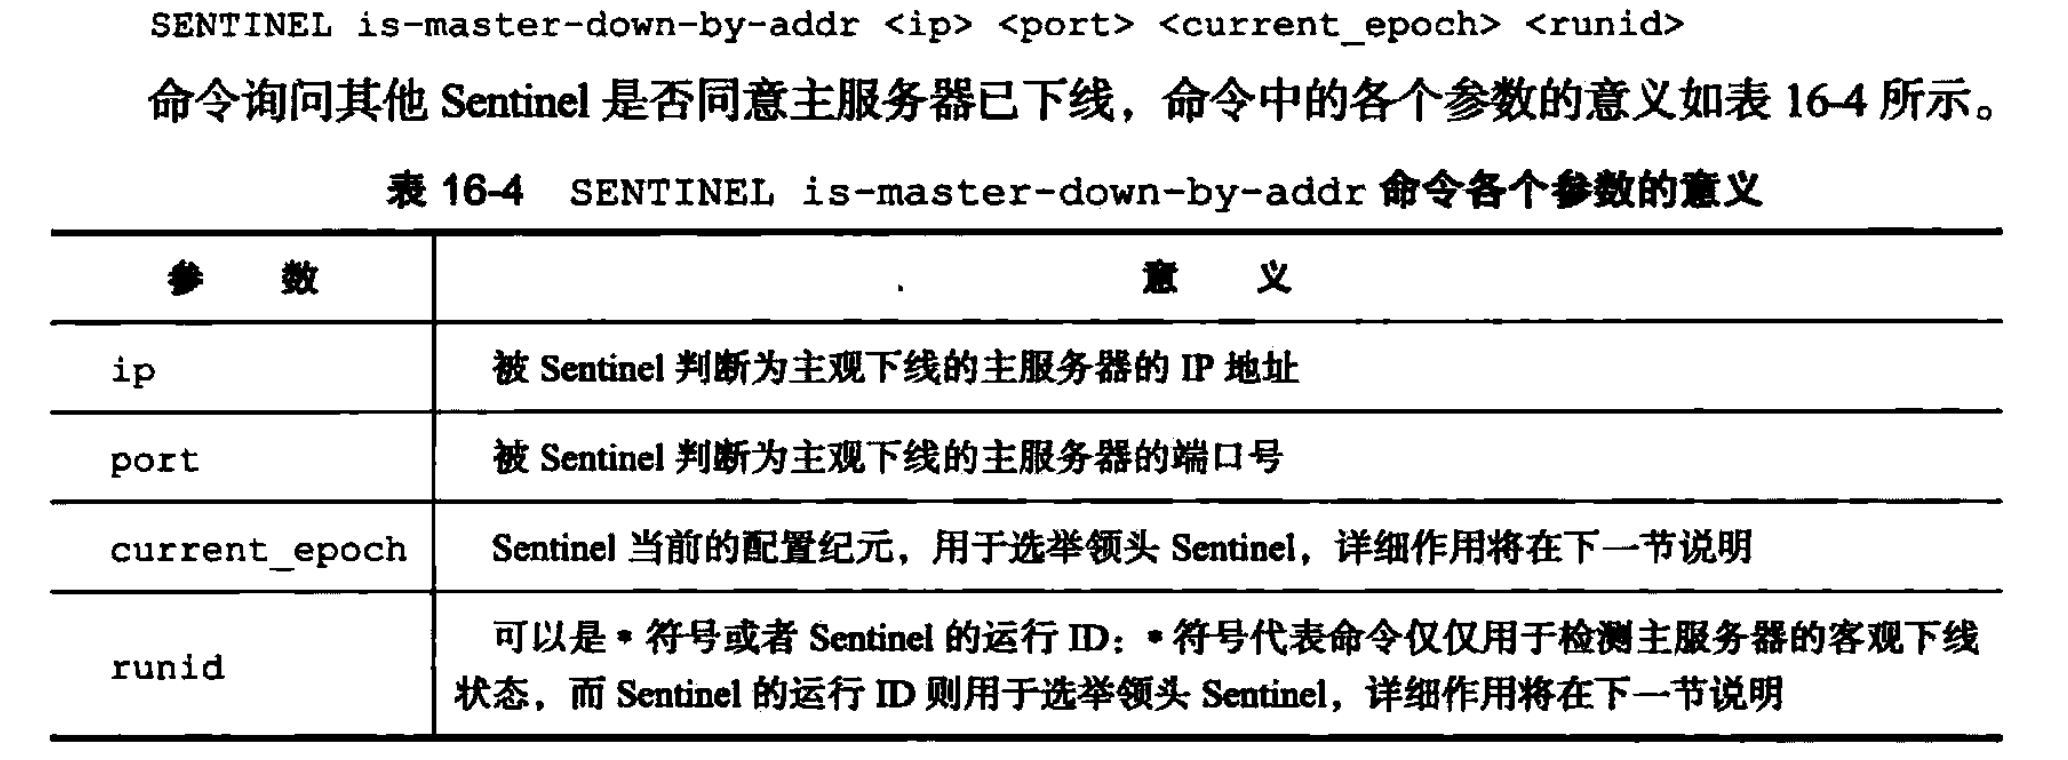 SENTINEL is-master-down-by-addr <ip> <port> <current_epoch> <runid>
命令询问其他 Sentinel 是否同意主服务器已下线，命令中的各个参数的意义如表 16-4 所示。
表 16-4 SENTINEL is-master-down-by-addr 命令各个参数的意义
参 数 意 义
ip 被 Sentinel 判断为主观下线的主服务器的 IP 地址
port 被 Sentinel 判断为主观下线的主服务器的端口号
current_epoch Sentinel 当前的配置纪元，用于选举领头 Sentinel，详细作用将在下一节说明
runid 可以是 * 符号或者 Sentinel 的运行 ID：* 符号代表命令仅仅用于检测主服务器的客观下线
状态，而 Sentinel 的运行 ID 则用于选举领头 Sentinel，详细作用将在下一节说明